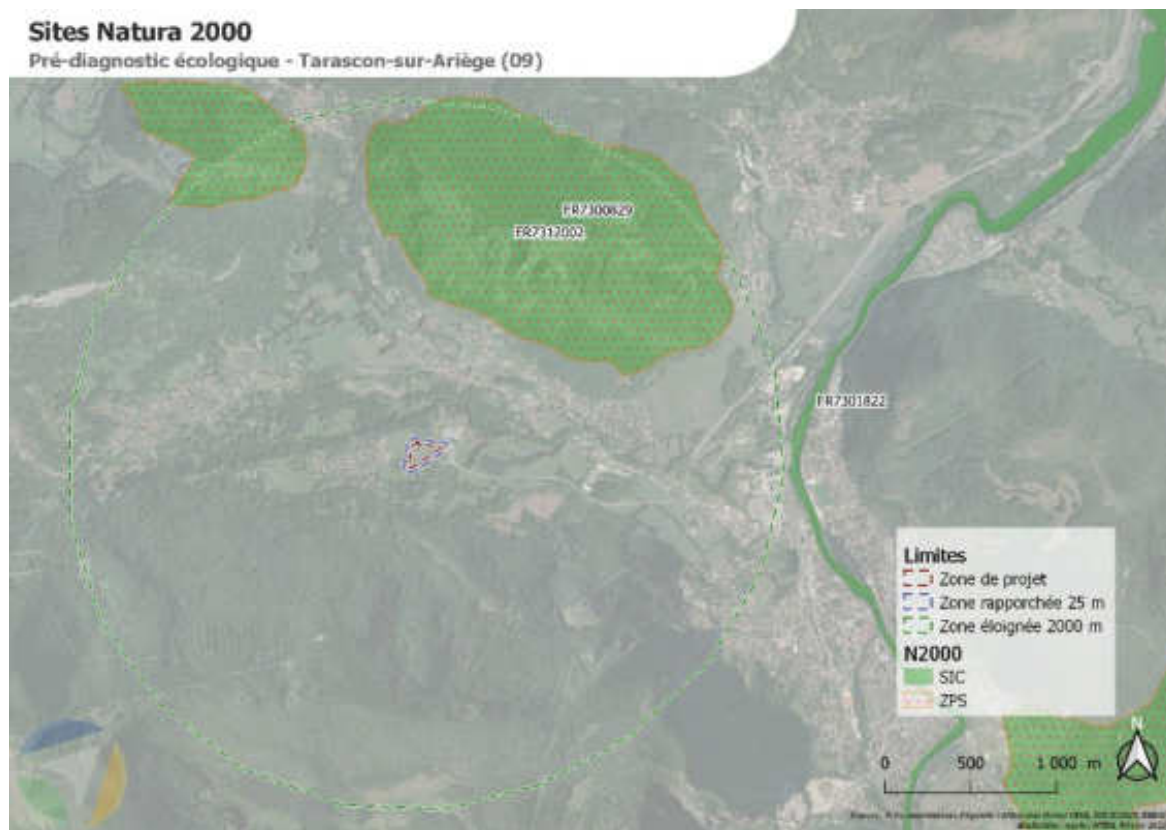 Sites Natura 2000
Pré-diagnostic écologique - Tarascon-sur-Ariège (09)
FR7300829
FR7312002
FR7301822
Limites
Zone de projet
Zone rapporchée 25 m
Zone éloignée 2000 m
N2000
SIC
ZPS
N
0 500 1 000 m